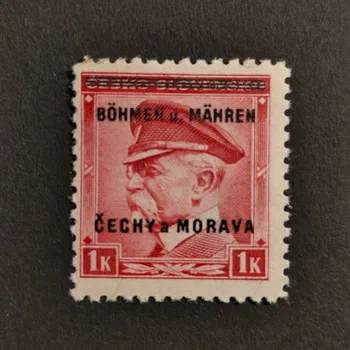 BÖHMEN u. MÄHREN
ČECHY a MORAVA
1K 1K